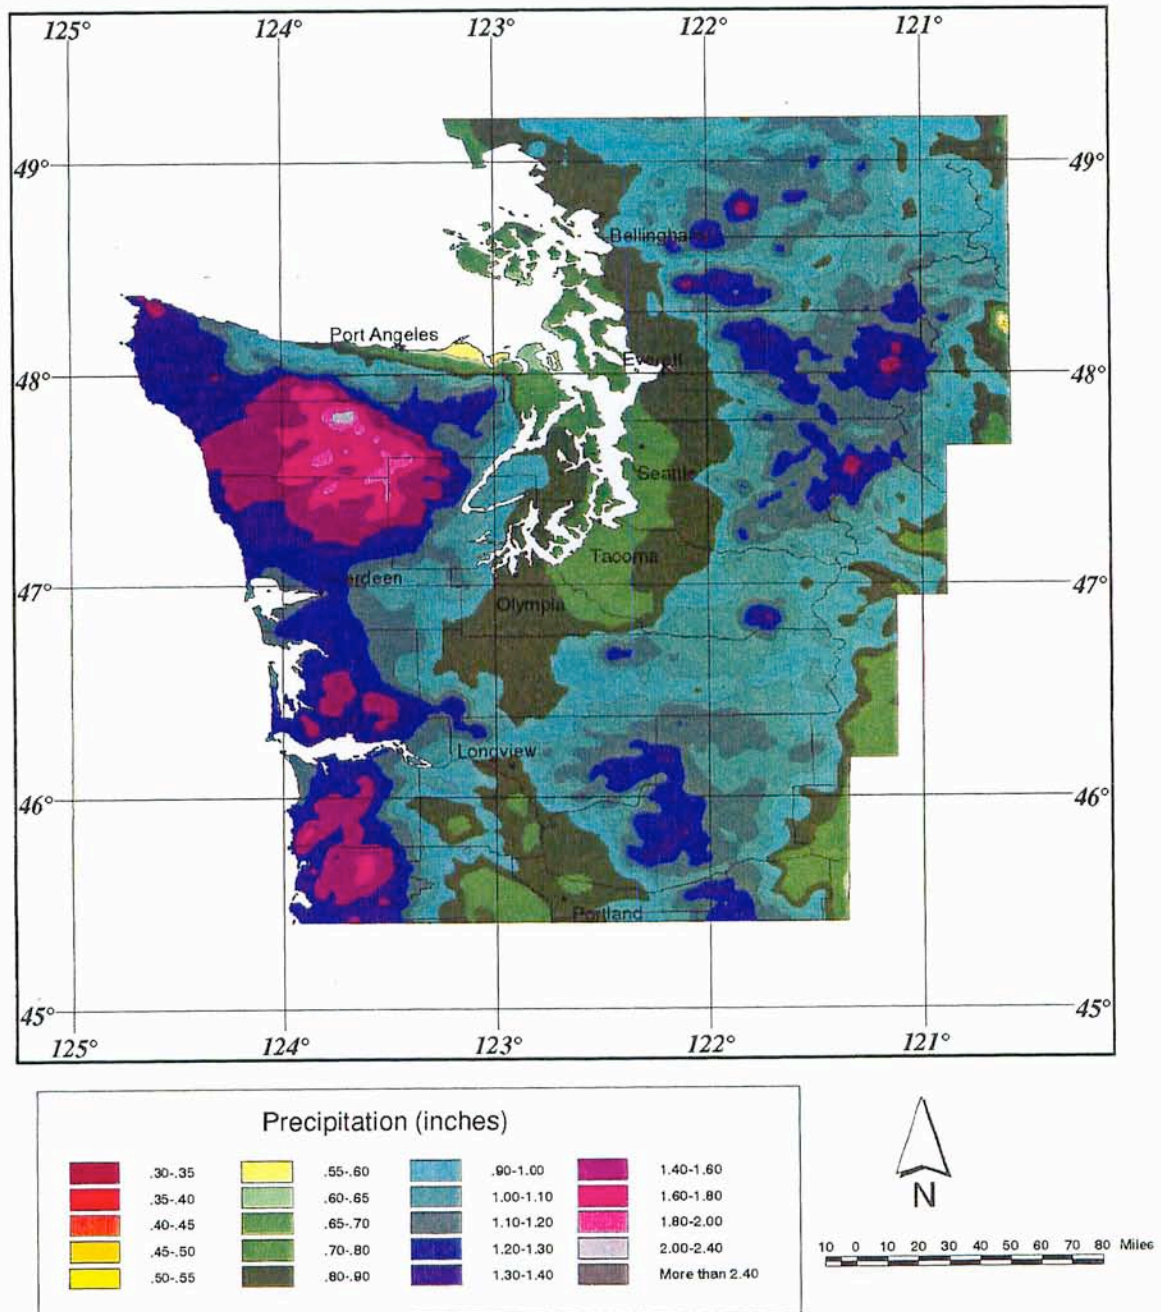 125° 124° 123° 122° 121°
49° 49°
Bellingha
Port Angeles
Everett
48° 48°
Seattle
Tacoma
erdeen
47° 47°
Olympia
Longview
46° 46°
Portland
45° 45°
125° 124° 123° 122° 121°
Precipitation (inches)
.30-.35 .55-.60 .90-1.00 1.40-1.60
.35-.40 .60-.65 1.00-1.10 1.60-1.80
.40-.45 .65-.70 1.10-1.20 1.80-2.00
.45-.50 .70-.80 1.20-1.30 2.00-2.40
.50-.55 .80-.90 1.30-1.40 More than 2.40
N
10 0 10 20 30 40 50 60 70 80 Miles